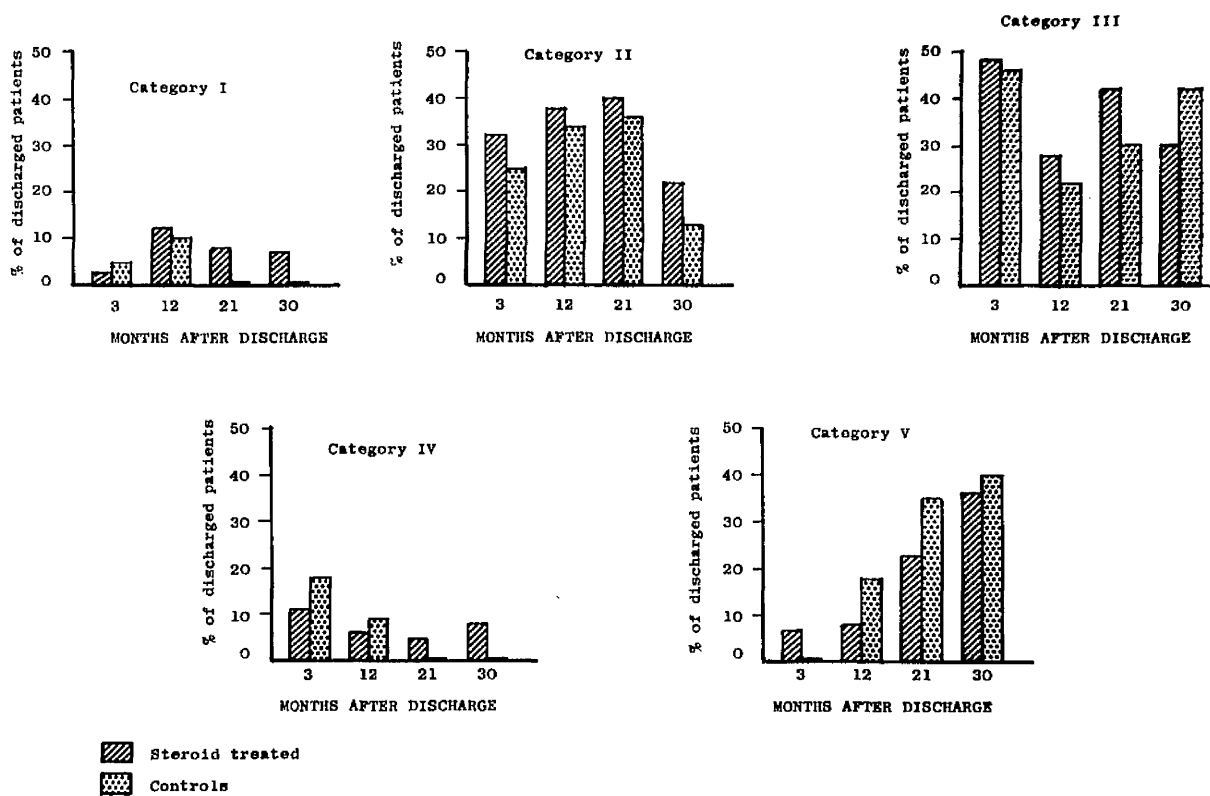 Category I
% of discharged patients
50
40
30
20
10
0
3 12 21 30
MONTHS AFTER DISCHARGE
Category II
% of discharged patients
50
40
30
20
10
0
3 12 21 30
MONTHS AFTER DISCHARGE
Category III
% of discharged patients
50
40
30
20
10
0
3 12 21 30
MONTHS AFTER DISCHARGE
Category IV
% of discharged patients
50
40
30
20
10
0
3 12 21 30
MONTHS AFTER DISCHARGE
Category V
% of discharged patients
50
40
30
20
10
0
3 12 21 30
MONTHS AFTER DISCHARGE
Steroid treated
Controls